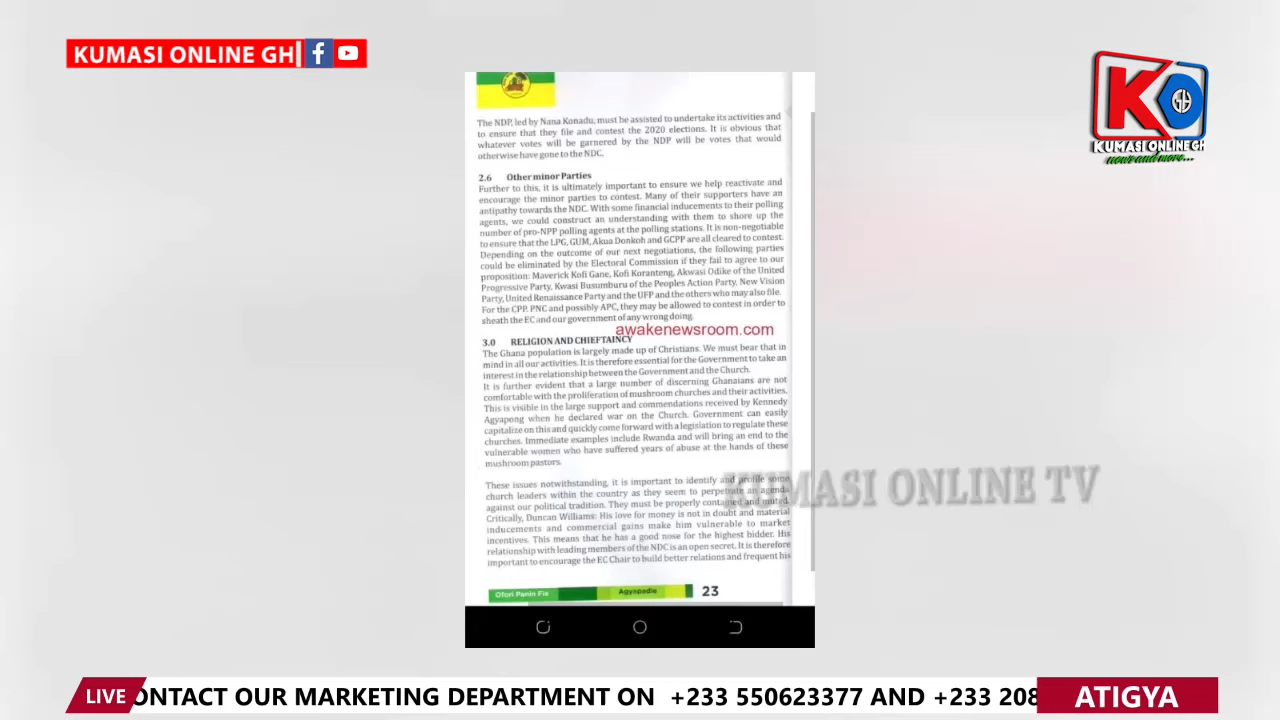 KUMASI ONLINE GH
KUMASI ONLINE GH
news and more...
The NDP, led by Nana Konadu, must be assisted to undertake its activities and
to ensure that they file and contest the 2020 elections. It is obvious that
whatever votes will be garnered by the NDP will be votes that would
otherwise have gone to the NDC.
2.6 Other minor Parties
Further to this, it is ultimately important to ensure we help reactivate and
encourage the minor parties to contest. Many of their supporters have an
antipathy towards the NDC. With some financial inducements to their polling
agents, we could construct an understanding with them to shore up the
number of pro-NPP polling agents at the polling stations. It is non-negotiable
to ensure that the LPG, GUM, Akua Donkoh and GCPP are all cleared to contest.
Depending on the outcome of our next negotiations, the following parties
could be eliminated by the Electoral Commission if they fail to agree to our
proposition: Maverick Kofi Gane, Kofi Koranteng, Akwasi Odike of the United
Progressive Party, Kwasi Busumburu of the Peoples Action Party, New Vision
Party, United Renaissance Party and the UFP and the others who may also file.
For the CPP, PNC and possibly APC, they may be allowed to contest in order to
sheath the EC and our government of any wrong doing.
awakenewsroom.com
3.0 RELIGION AND CHIEFTAINCY
The Ghana population is largely made up of Christians. We must bear that in
mind in all our activities. It is therefore essential for the Government to take an
interest in the relationship between the Government and the Church.
It is further evident that a large number of discerning Ghanaians are not
comfortable with the proliferation of mushroom churches and their activities.
This is visible in the large support and commendations received by Kennedy
Agyapong when he declared war on the Church. Government can easily
capitalize on this and quickly come forward with a legislation to regulate these
churches. Immediate examples include Rwanda and will bring an end to the
vulnerable women who have suffered years of abuse at the hands of these
mushroom pastors.
These issues notwithstanding, it is important to identify and profile some
church leaders within the country as they seem to perpetrate an agenda
against our political tradition. They must be properly contained and muted.
Critically, Duncan Williams: His love for money is not in doubt and material
inducements and commercial gains make him vulnerable to market
incentives. This means that he has a good nose for the highest bidder. His
relationship with leading members of the NDC is an open secret. It is therefore
important to encourage the EC Chair to build better relations and frequent his
KUMASI ONLINE TV
Ofori Panin Fie Agyapadie 23
LIVE ONTACT OUR MARKETING DEPARTMENT ON +233 550623377 AND +233 208 ATIGYA